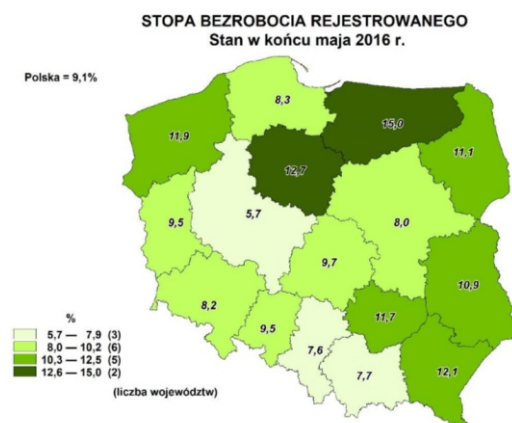 STOPA BEZROBOCIA REJESTROWANEGO
Stan w końcu maja 2016 r.
Polska = 9,1%
8,3
15,0
11,9
11,1
12,7
5,7
8,0
9,5
9,7
10,9
8,2
11,7
9,5
7,6
7,7
12,1
%
5,7 — 7,9 (3)
8,0 — 10,2 (6)
10,3 — 12,5 (5)
12,6 — 15,0 (2)
(liczba województw)